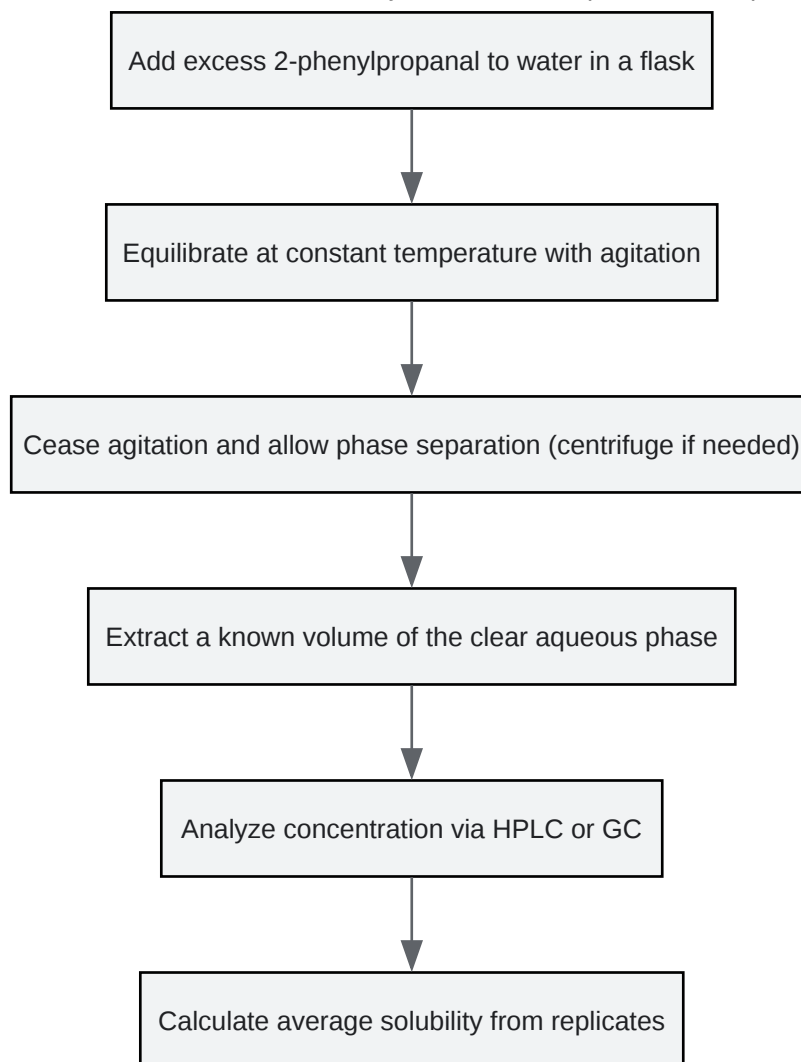 Add excess 2-phenylpropanal to water in a flask
Equilibrate at constant temperature with agitation
Cease agitation and allow phase separation (centrifuge if needed)
Extract a known volume of the clear aqueous phase
Analyze concentration via HPLC or GC
Calculate average solubility from replicates